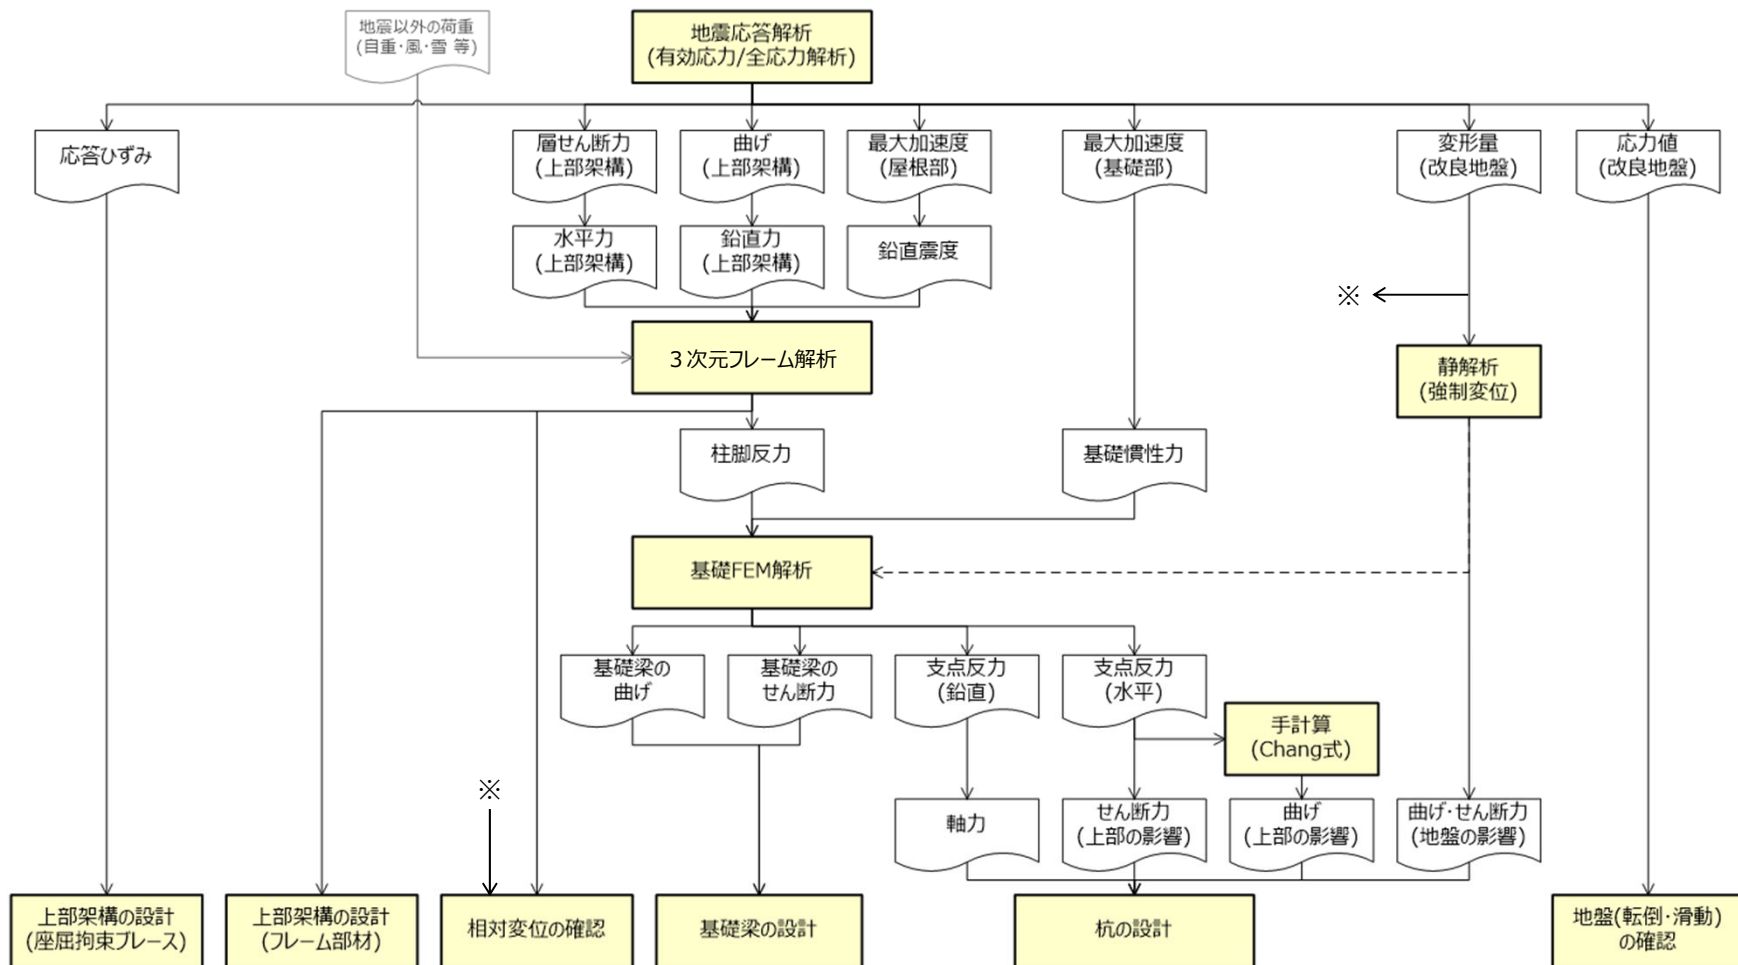 地震以外の荷重
(自重・風・雪 等)
地震応答解析
(有効応力/全応力解析)
応答ひずみ
層せん断力
(上部架構)
曲げ
(上部架構)
最大加速度
(屋根部)
最大加速度
(基礎部)
変形量
(改良地盤)
応力値
(改良地盤)
水平力
(上部架構)
鉛直力
(上部架構)
鉛直震度
※
3次元フレーム解析
静解析
(強制変位)
柱脚反力
基礎慣性力
基礎FEM解析
基礎梁の
曲げ
基礎梁の
せん断力
支点反力
(鉛直)
支点反力
(水平)
手計算
(Chang式)
※
軸力
せん断力
(上部の影響)
曲げ
(上部の影響)
曲げ・せん断力
(地盤の影響)
上部架構の設計
(座屈拘束ブレース)
上部架構の設計
(フレーム部材)
相対変位の確認
基礎梁の設計
杭の設計
地盤(転倒・滑動)
の確認